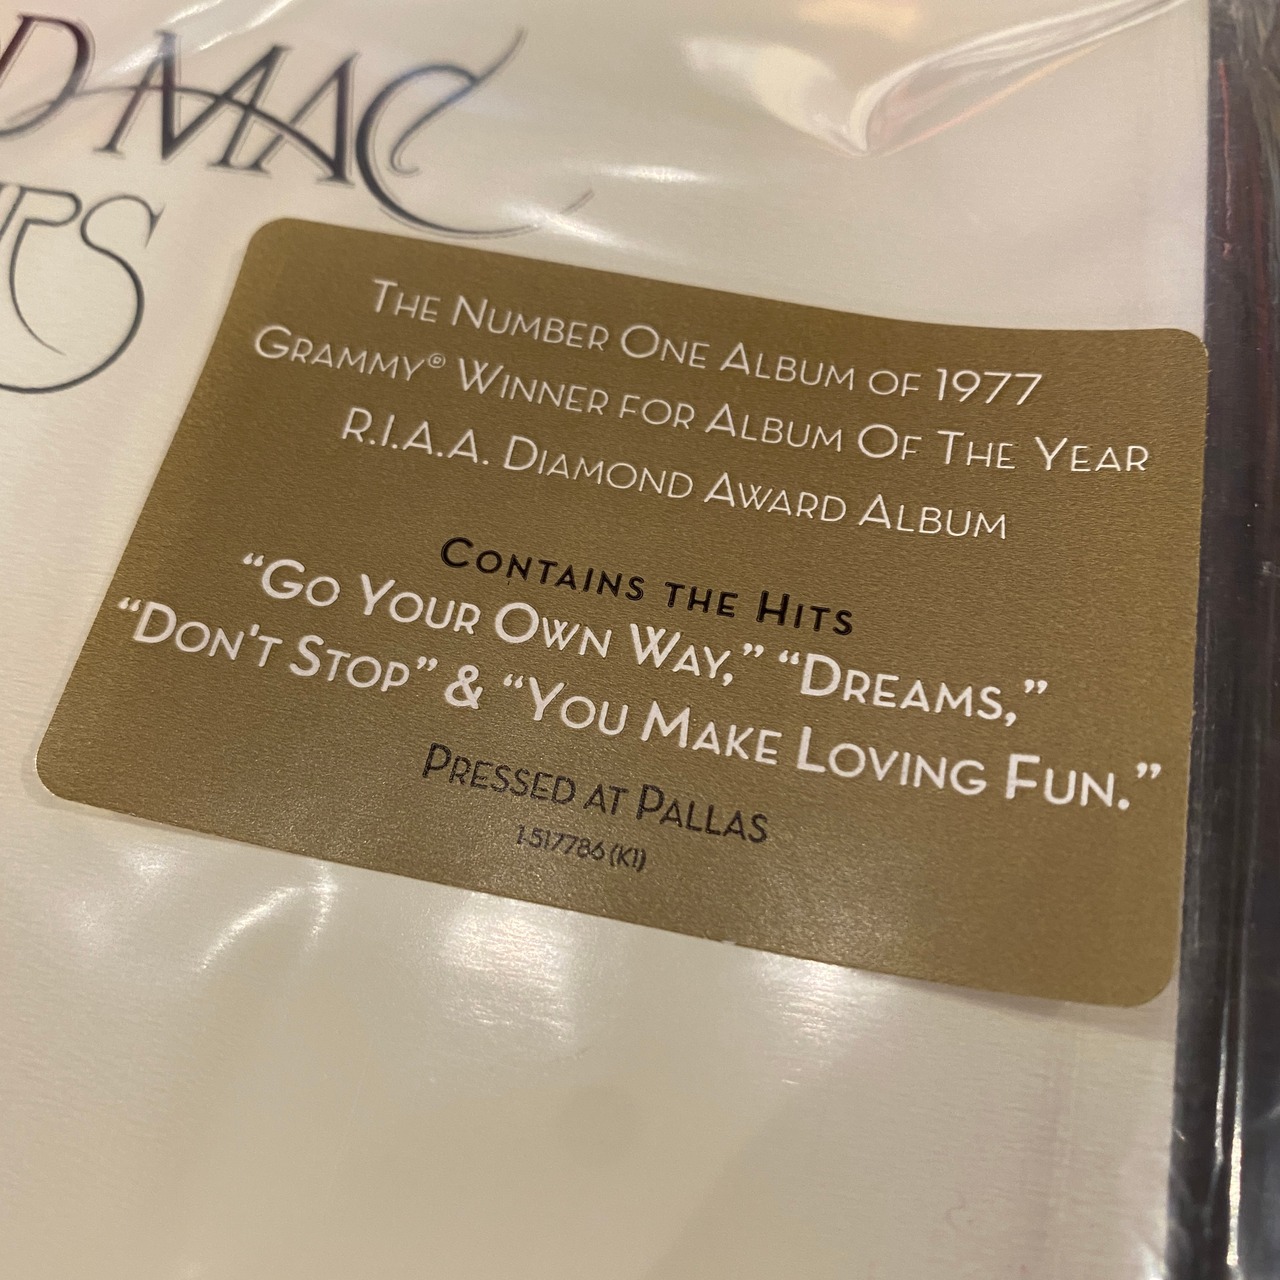 D MAC
RS
The Number One Album of 1977
Grammy® Winner for Album Of The Year
R.I.A.A. Diamond Award Album
Contains the Hits
“Go Your Own Way,” “Dreams,”
“Don't Stop” & “You Make Loving Fun.”
Pressed at Pallas
1-517786 (K1)